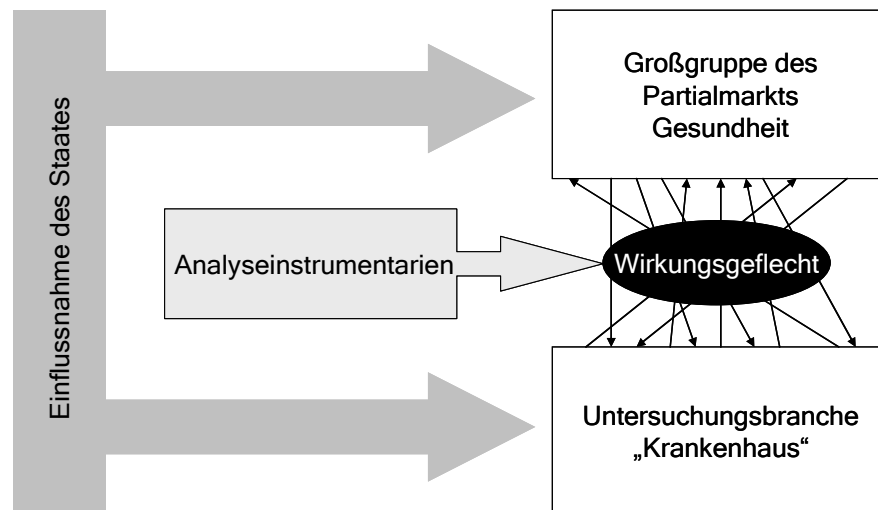 Einflussnahme des Staates
Großgruppe des
Partialmarkts
Gesundheit
Analyseinstrumentarien
Wirkungsgeflecht
Untersuchungsbranche
„Krankenhaus“